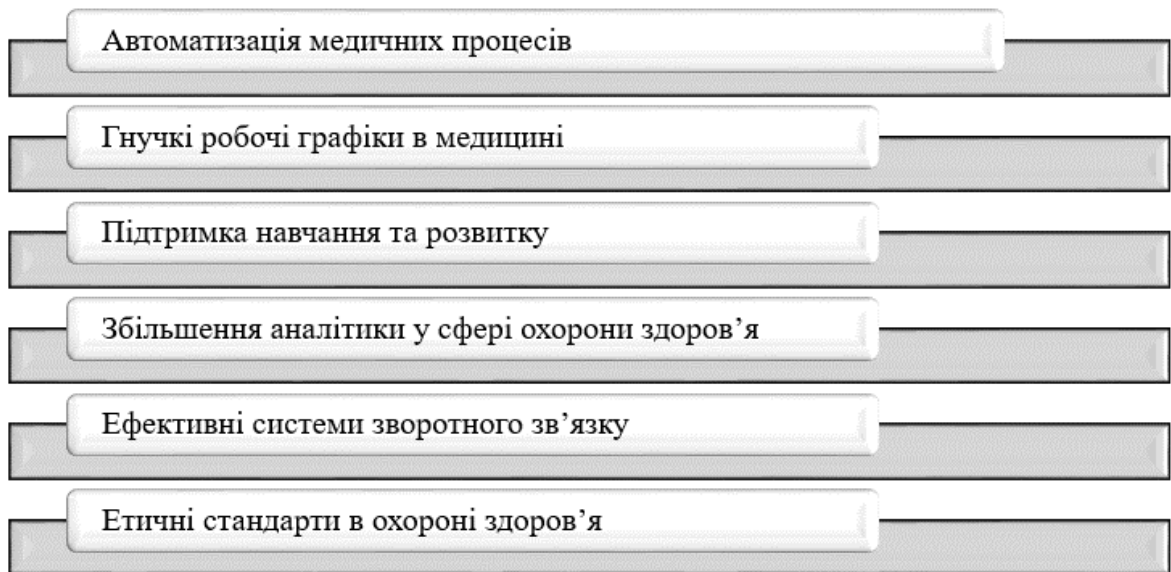 Автоматизація медичних процесів
Гнучкі робочі графіки в медицині
Підтримка навчання та розвитку
Збільшення аналітики у сфері охорони здоров’я
Ефективні системи зворотного зв’язку
Етичні стандарти в охороні здоров’я